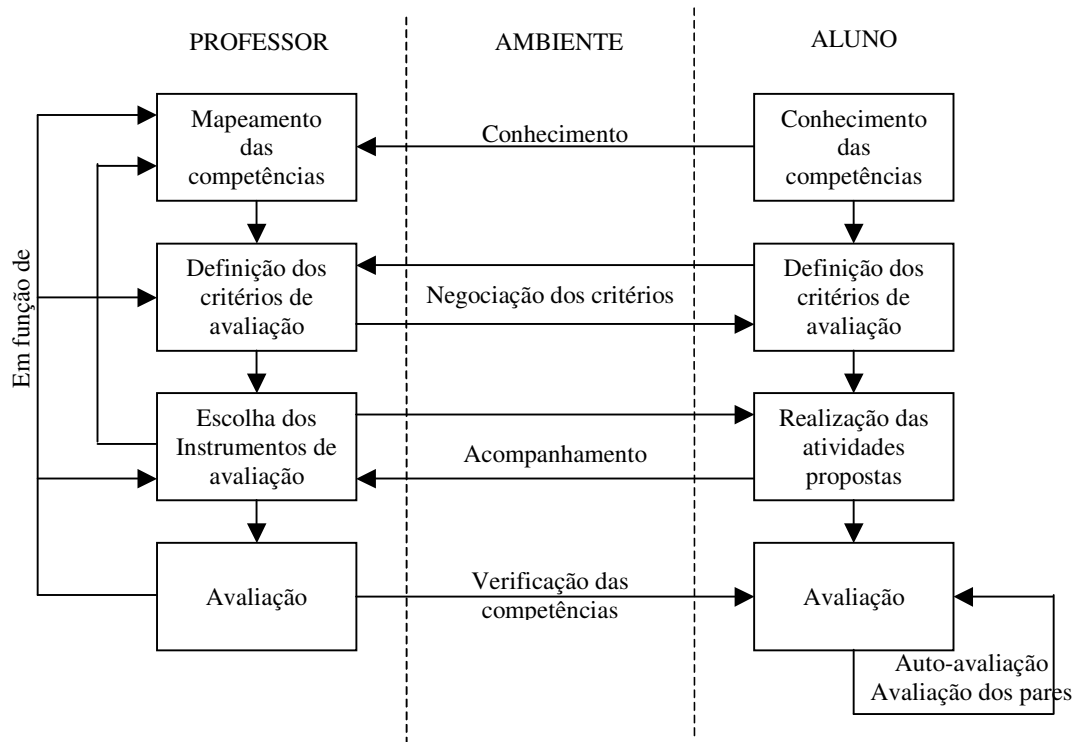 PROFESSOR
AMBIENTE
ALUNO
Mapeamento
das
competências
Conhecimento
Conhecimento
das
competências
Definição dos
critérios de
avaliação
Negociação dos critérios
Definição dos
critérios de
avaliação
Em função de
Escolha dos
Instrumentos de
avaliação
Acompanhamento
Realização das
atividades
propostas
Avaliação
Verificação das
competências
Avaliação
Auto-avaliação
Avaliação dos pares